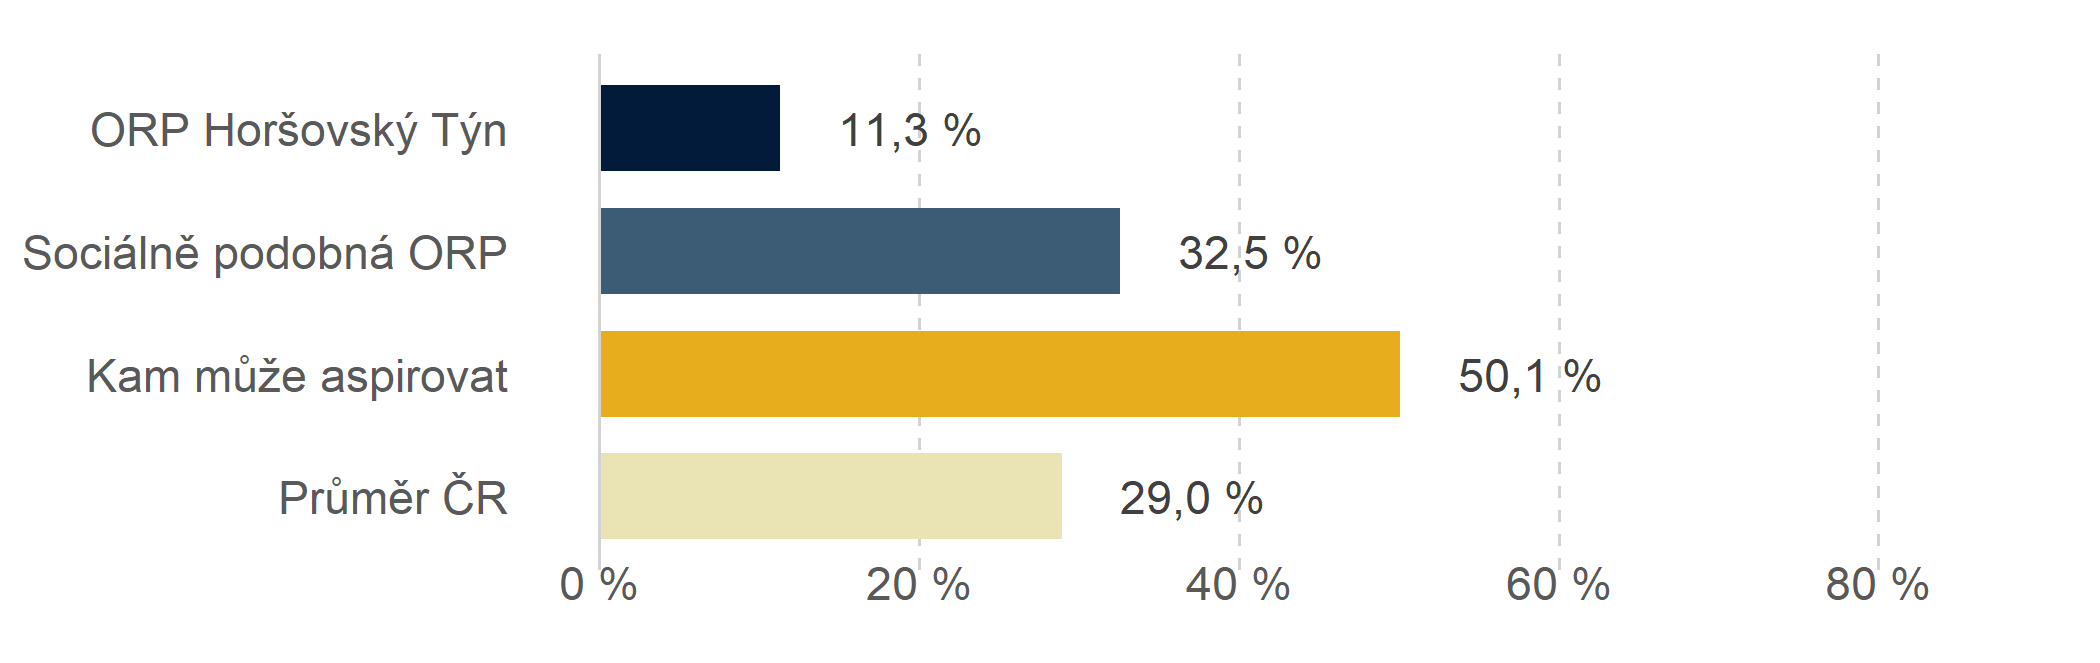 ORP Horšovský Týn
11,3 %
Sociálně podobná ORP
32,5 %
Kam může aspirovat
50,1 %
Průměr ČR
29,0 %
0 %
20 %
40 %
60 %
80 %